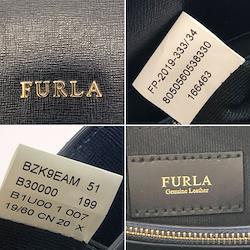 FURLA
FP-2019-333/34
8050560538330
166463
BZK9EAM 51
B30000 199
B1U00 1 007
19/60 CN 20 X
FURLA
Genuine Leather